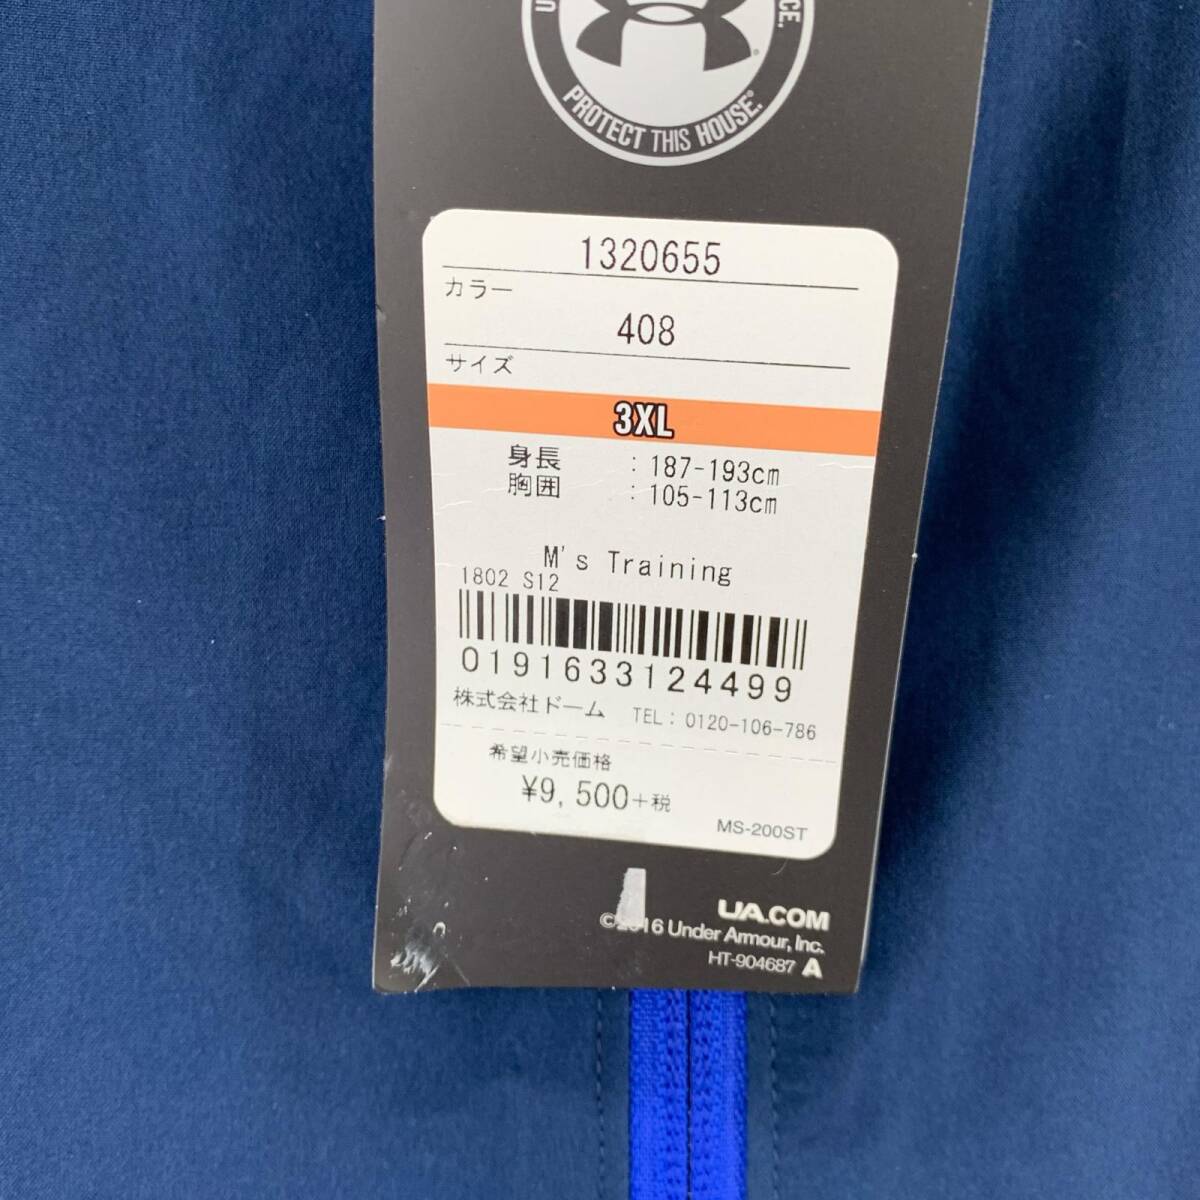 PROTECT THIS HOUSE.
1320655
カラー
408
サイズ
3XL
身長 : 187-193cm
胸囲 : 105-113cm
M's Training
1802 S12
0191633124499
株式会社ドーム TEL: 0120-106-786
希望小売価格
¥9,500+税
MS-200ST
UA.COM
©2016 Under Armour, Inc.
HT-904687 A